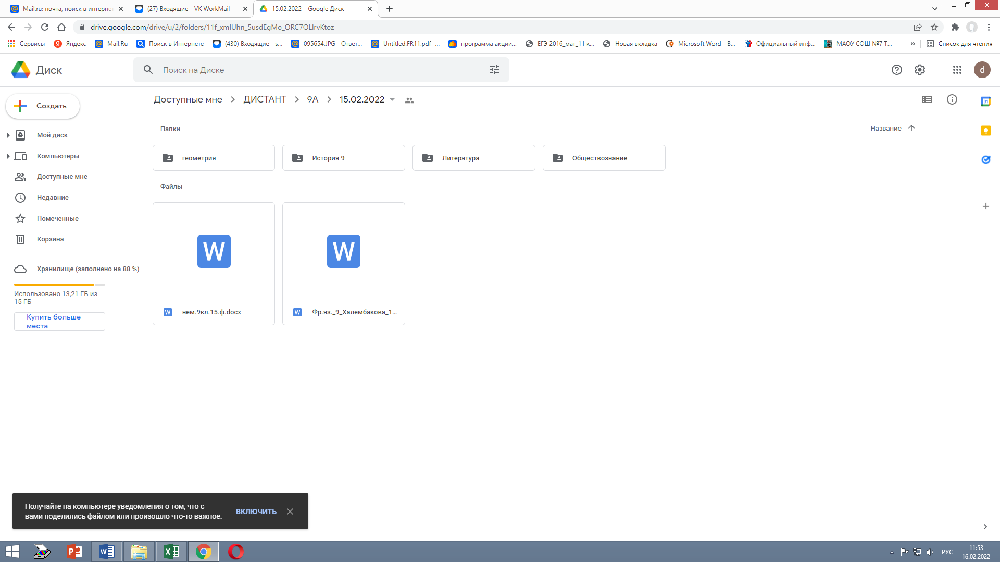 Mail.ru: почта, поиск в интернет
(27) Входящие - VK WorkMail
15.02.2022 – Google Диск
drive.google.com/drive/u/2/folders/11f_xmIUhn_5usdEgMo_ORC7OLIrvKtoz
Сервисы
Яндекс
Mail.Ru
Поиск в Интернете
(430) Входящие - s...
095654.JPG - Ответ...
Untitled.FR11.pdf -...
программа акции...
ЕГЭ 2016_мат_11 к...
Новая вкладка
Microsoft Word - В...
Официальный инф...
МАОУ СОШ №7 Т...
»
Список для чтения
Диск
Поиск на Диске
d
Создать
Доступные мне
ДИСТАНТ
9А
15.02.2022
Папки
Название
Мой диск
Компьютеры
Доступные мне
Недавние
Помеченные
Корзина
Хранилище (заполнено на 88 %)
Использовано 13,21 ГБ из
15 ГБ
Купить больше
места
геометрия
История 9
Литература
Обществознание
Файлы
W
W
W нем.9кл.15.ф.docx
W Фр.яз._9_Халембакова_1...
31
Получайте на компьютере уведомления о том, что с
вами поделились файлом или произошло что-то важное.
ВКЛЮЧИТЬ
РУС
11:53
16.02.2022